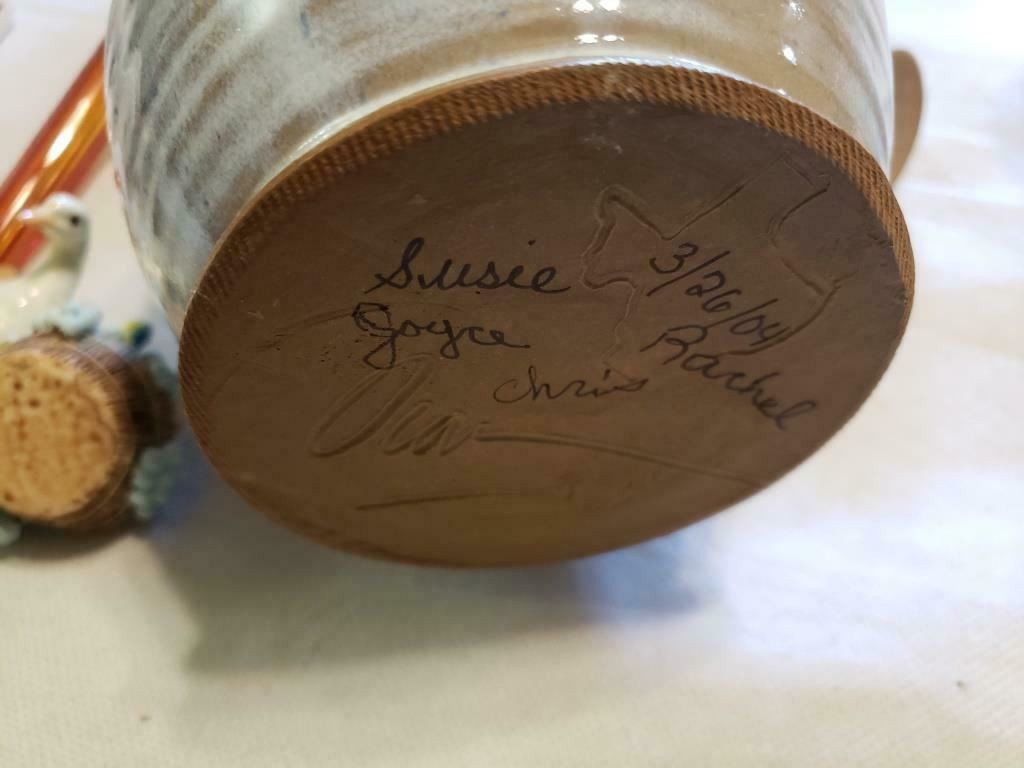 Susie
Joyce
Chris
3/26/04
Rachel